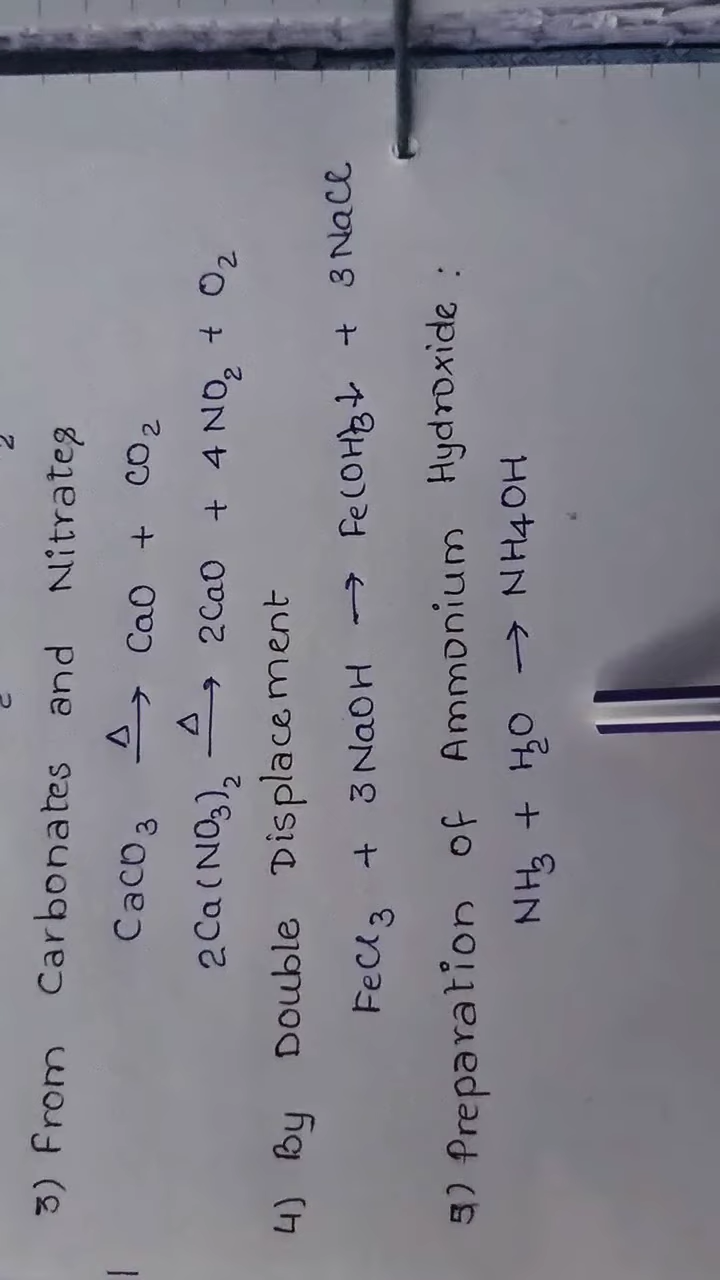 3) From Carbonates and Nitrates
CaCO₃ —Δ→ CaO + CO₂
2Ca(NO₃)₂ —Δ→ 2CaO + 4NO₂ + O₂
4) By Double Displacement
FeCl₃ + 3NaOH → Fe(OH)₃↓ + 3NaCl
5) Preparation of Ammonium Hydroxide :
NH₃ + H₂O → NH₄OH